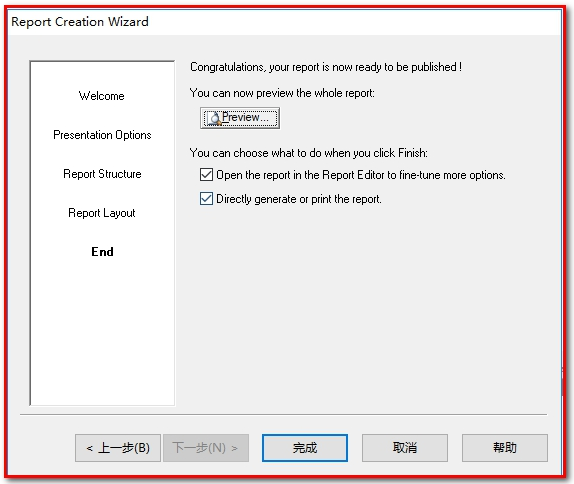 Report Creation Wizard
Welcome
Presentation Options
Report Structure
Report Layout
End
Congratulations, your report is now ready to be published !
You can now preview the whole report:
Preview...
You can choose what to do when you click Finish:
Open the report in the Report Editor to fine-tune more options.
Directly generate or print the report.
< 上一步(B)
下一步(N) >
完成
取消
帮助